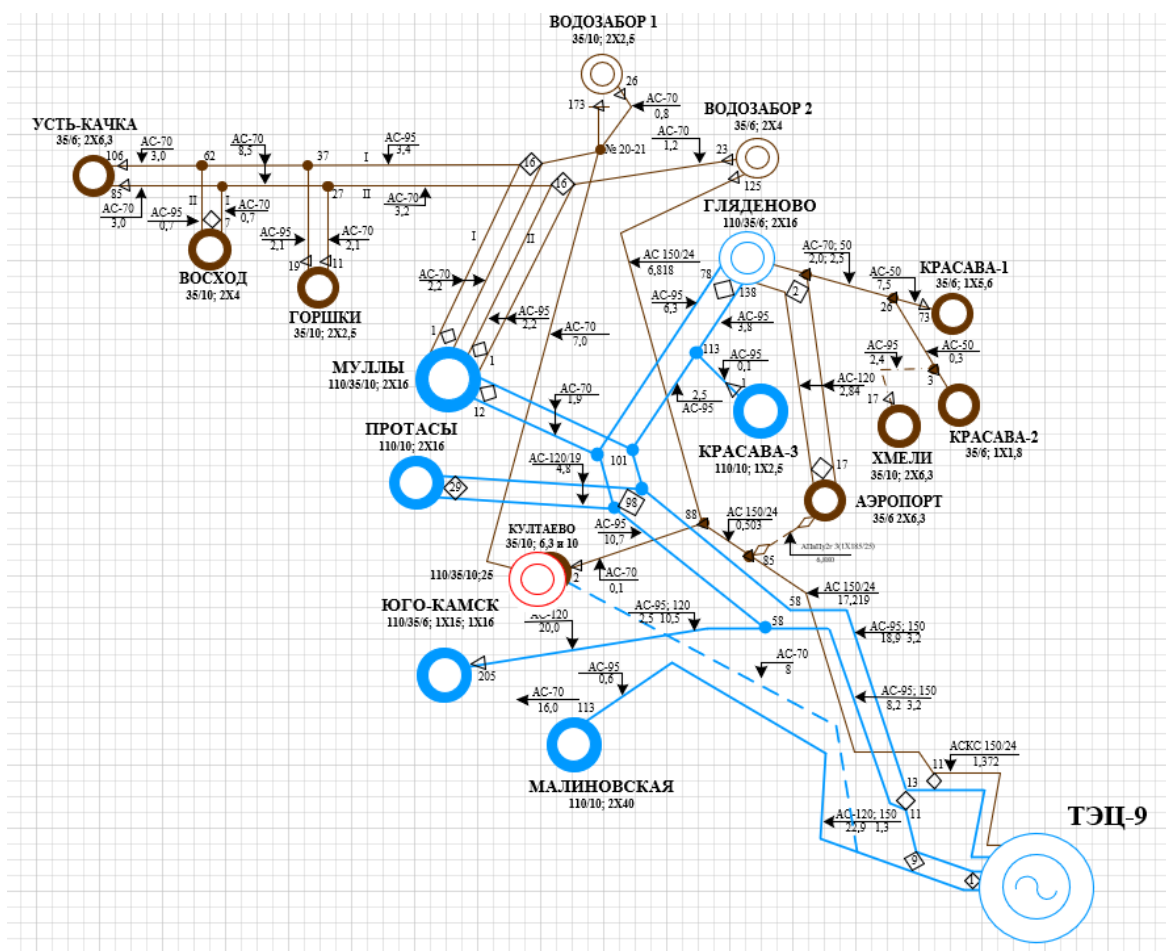 ВОДОЗАБОР 1
35/10; 2Х2,5
26
173
АС-70
0,8
ВОДОЗАБОР 2
35/6; 2Х4
АС-70
1,2
23
125
№ 20-21
УСТЬ-КАЧКА
35/6; 2Х6,3
106
АС-70
3,0
62
АС-70
8,5
37
АС-95
3,4
I
16
16
85
АС-70
3,0
II
I
АС-95
0,7
7
АС-70
0,7
27
II
АС-70
3,2
ВОСХОД
35/10; 2Х4
АС-95
2,1
АС-70
2,1
19
11
ГОРШКИ
35/10; 2Х2,5
I
II
АС-70
2,2
АС-95
2,2
АС-70
7,0
1
1
МУЛЛЫ
110/35/10; 2Х16
12
АС-70
1,9
ГЛЯДЕНОВО
110/35/6; 2Х16
АС 150/24
6,818
78
138
АС-95
6,3
АС-95
3,8
2
АС-70; 50
2,0; 2,5
АС-50
7,5
26
КРАСАВА-1
35/6; 1Х5,6
73
АС-50
0,3
АС-95
2,4
3
17
113
АС-95
0,1
1
2,5
АС-95
АС-120
2,84
КРАСАВА-3
110/10; 1Х2,5
ХМЕЛИ
35/10; 2Х6,3
КРАСАВА-2
35/6; 1Х1,8
ПРОТАСЫ
110/10; 2Х16
29
АС-120/19
4,8
101
98
17
АЭРОПОРТ
35/6 2Х6,3
КУЛТАЕВО
35/10; 6,3 и 10
АС-95
10,7
88
АС 150/24
0,503
85
110/35/10;25
2
АС-70
0,1
АС 150/24
17,219
ЮГО-КАМСК
110/35/6; 1Х15; 1Х16
АС-120
20,0
АС-95; 120
2,5 10,5
58
58
АС-95; 150
18,9 3,2
205
АС-95
0,6
АС-70
8
АС-70
16,0
113
АС-95; 150
8,2 3,2
МАЛИНОВСКАЯ
110/10; 2Х40
АСКС 150/24
1,372
11
13
11
АС-120; 150
22,9 1,3
9
1
ТЭЦ-9